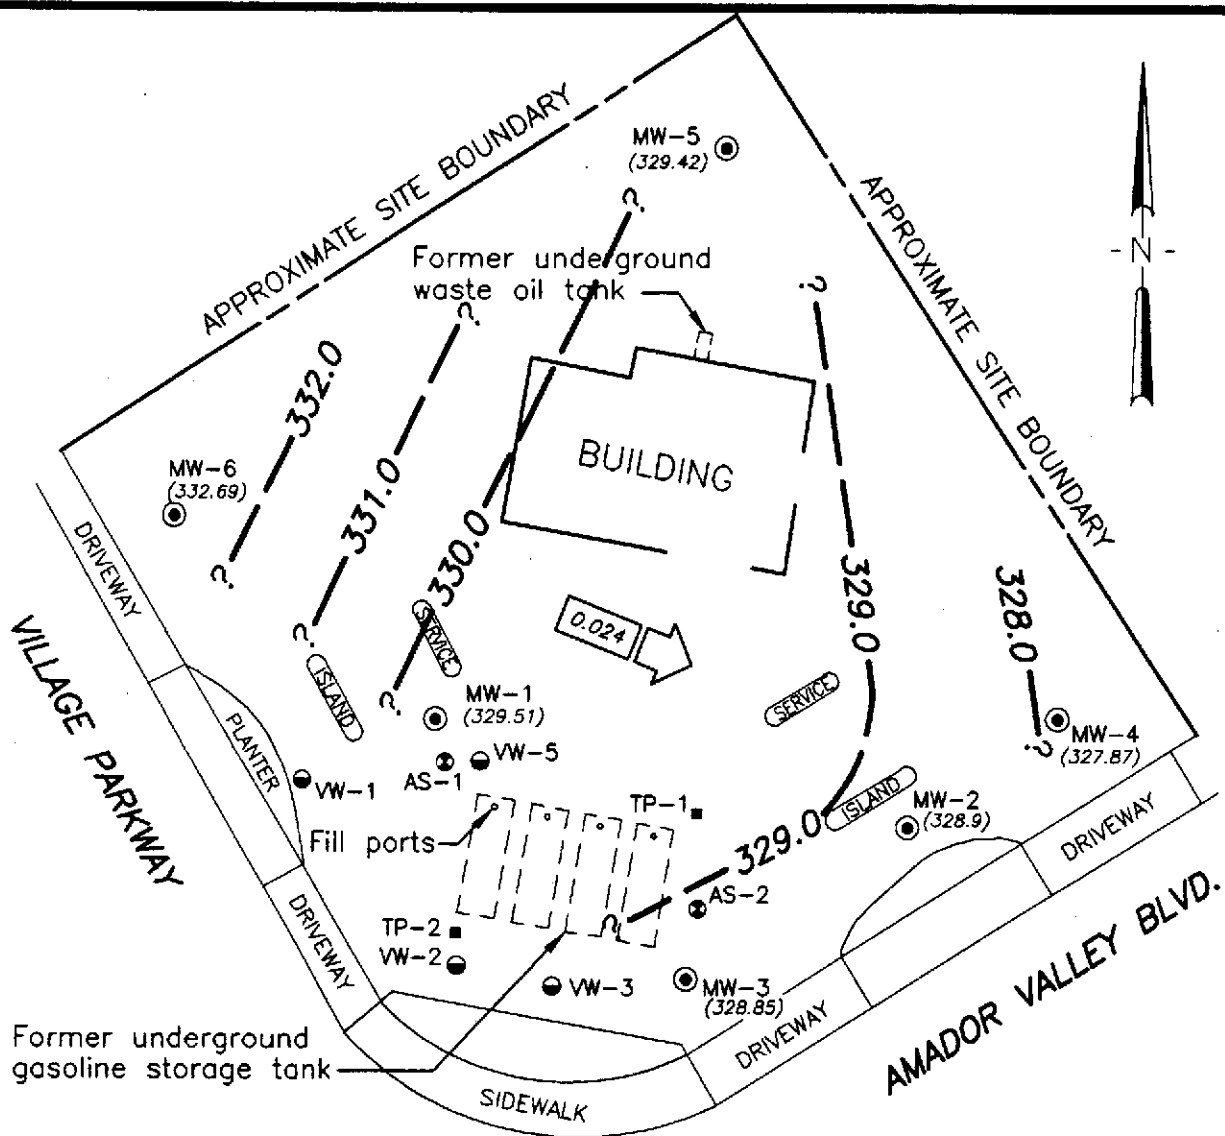 APPROXIMATE SITE BOUNDARY
MW-5
(329.42)
?
- N -
APPROXIMATE SITE BOUNDARY
Former underground
waste oil tank
?
?
332.0
MW-6
(332.69)
331.0
BUILDING
330.0
?
DRIVEWAY
329.0
328.0
0.024
SERVICE
?
ISLAND
VILLAGE PARKWAY
MW-1
(329.51)
?
SERVICE
MW-4
(327.87)
?
PLANTER
VW-1
AS-1
VW-5
TP-1
ISLAND
MW-2
(328.9)
Fill ports
329.0
DRIVEWAY
AS-2
?
TP-2
VW-2
DRIVEWAY
VW-3
MW-3
(328.85)
DRIVEWAY
AMADOR VALLEY BLVD.
Former underground
gasoline storage tank
SIDEWALK